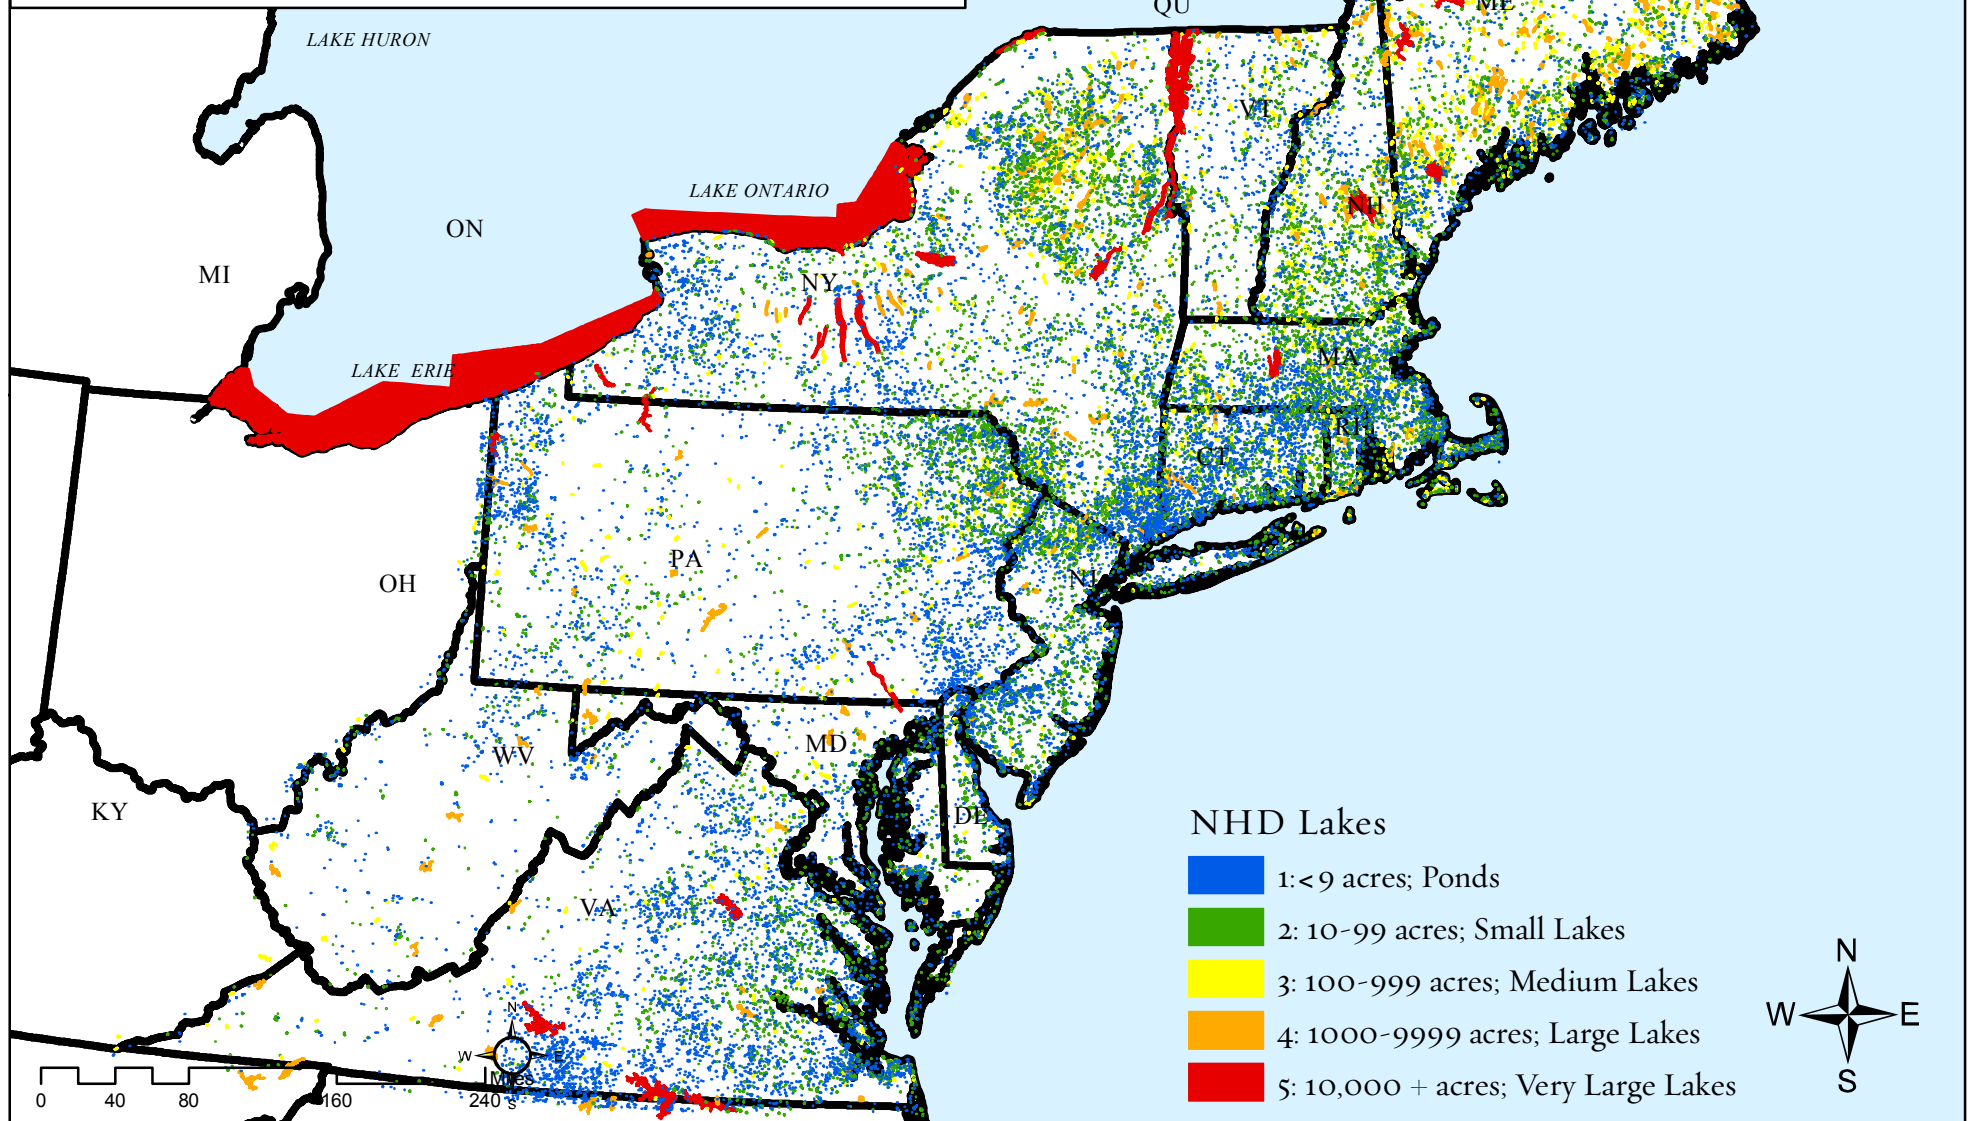 QU
ME
LAKE HURON
VT
LAKE ONTARIO
NH
ON
MI
NY
LAKE ERIE
MA
RI
CT
PA
NJ
OH
WV
MD
KY
DE
VA
NHD Lakes
1:<9 acres; Ponds
2: 10-99 acres; Small Lakes
3: 100-999 acres; Medium Lakes
4: 1000-9999 acres; Large Lakes
5: 10,000 + acres; Very Large Lakes
N
W E
S
N
W E
S
Miles
0 40 80 160 240